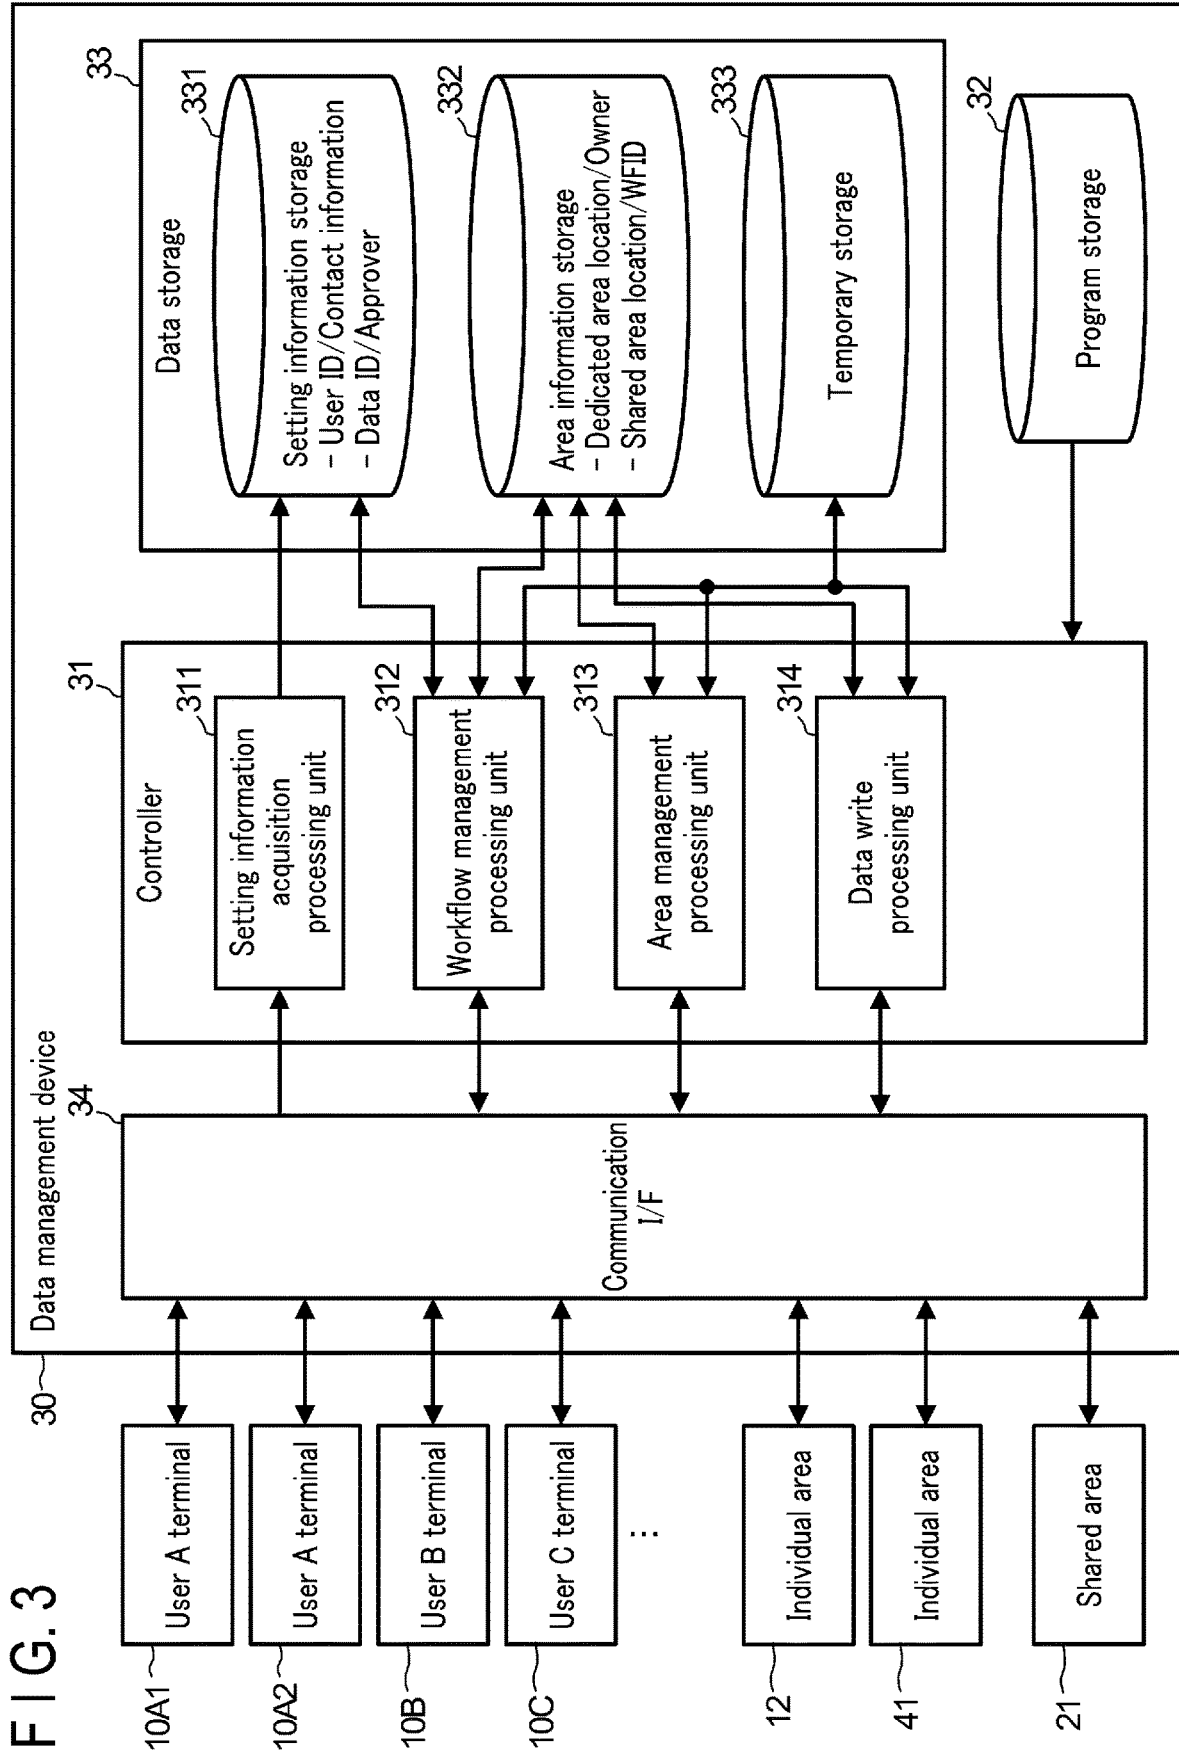 FIG. 3
30
Data management device
10A1
User A terminal
10A2
User A terminal
10B
User B terminal
10C
User C terminal
...
12
Individual area
41
Individual area
21
Shared area
34
Communication
I/F
31
Controller
311
Setting information
acquisition
processing unit
312
Workflow management
processing unit
313
Area management
processing unit
314
Data write
processing unit
33
Data storage
331
Setting information storage
- User ID/Contact information
- Data ID/Approver
332
Area information storage
- Dedicated area location/Owner
- Shared area location/WFID
333
Temporary storage
32
Program storage